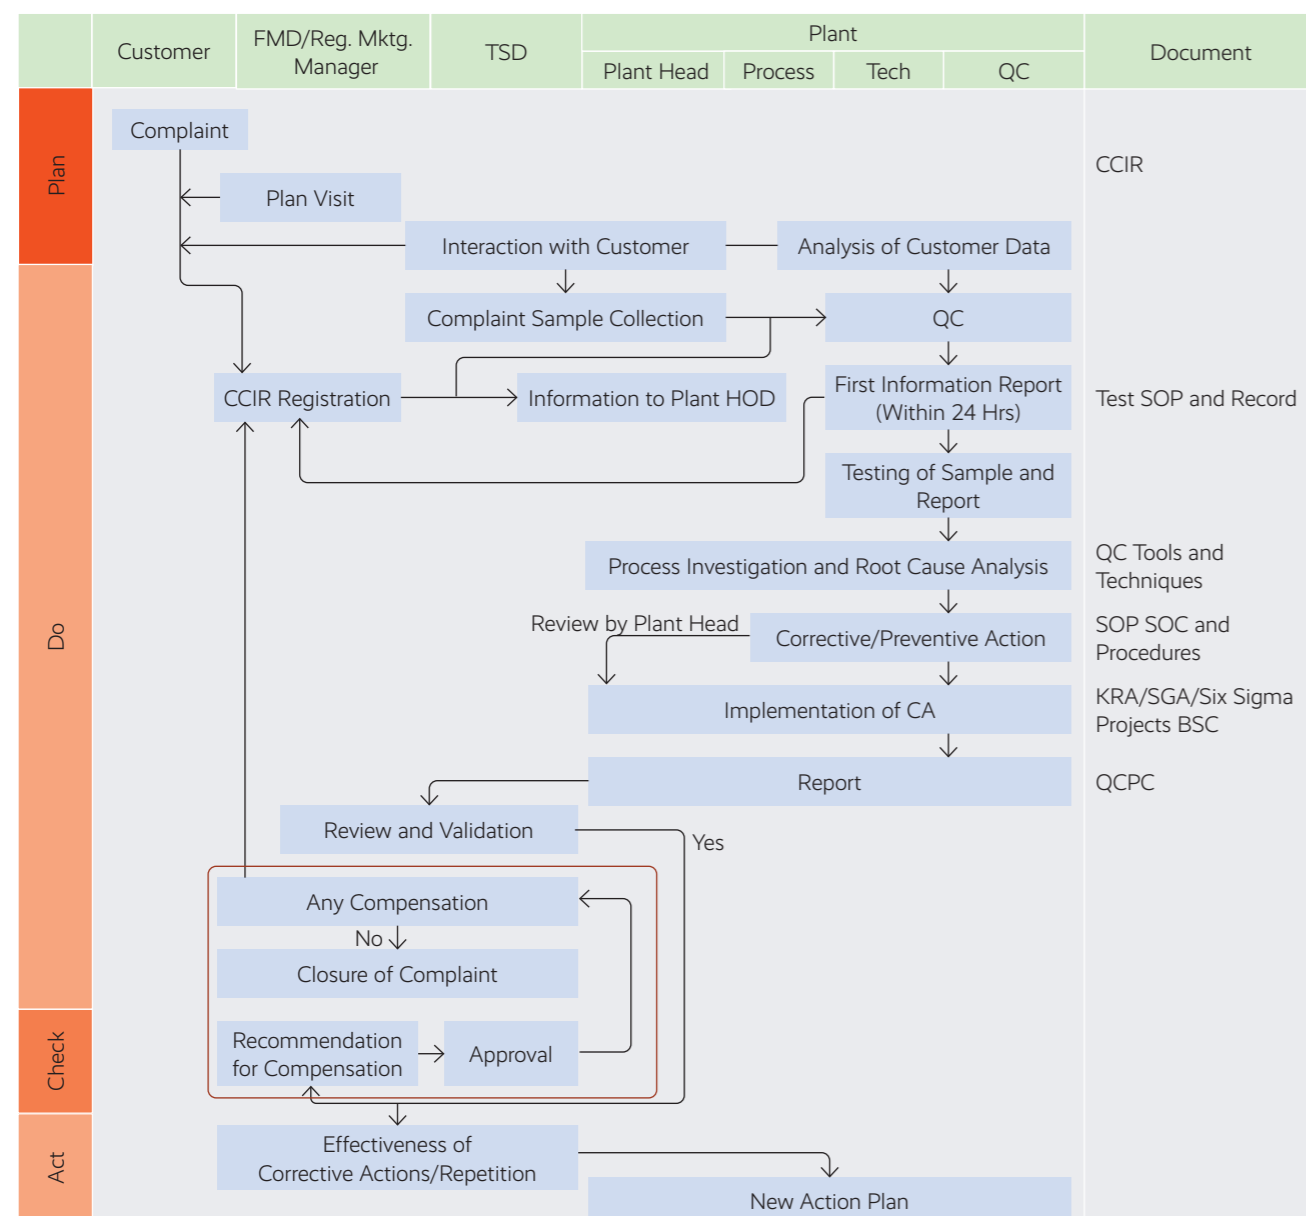 Customer
FMD/Reg. Mktg.
Manager
TSD
Plant
Plant Head
Process
Tech
QC
Document
Plan
Complaint
CCIR
Plan Visit
Interaction with Customer
Analysis of Customer Data
Do
Complaint Sample Collection
QC
CCIR Registration
Information to Plant HOD
First Information Report
(Within 24 Hrs)
Test SOP and Record
Testing of Sample and
Report
Process Investigation and Root Cause Analysis
QC Tools and
Techniques
Review by Plant Head
Corrective/Preventive Action
SOP SOC and
Procedures
Implementation of CA
KRA/SGA/Six Sigma
Projects BSC
Report
QCPC
Review and Validation
Yes
Any Compensation
No
Closure of Complaint
Check
Recommendation
for Compensation
Approval
Act
Effectiveness of
Corrective Actions/Repetition
New Action Plan